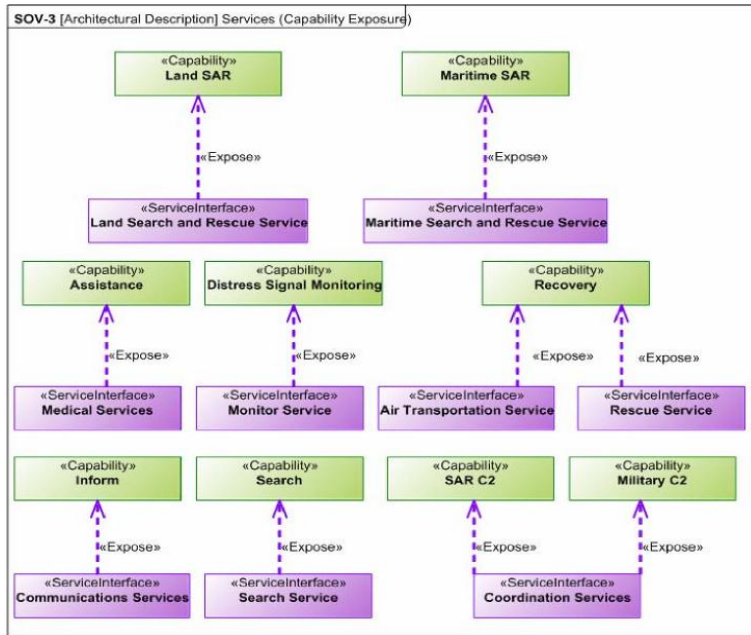 SOV-3 [Architectural Description] Services (Capability Exposure)
«Capability»
Land SAR
«Capability»
Maritime SAR
«Expose»
«Expose»
«ServiceInterface»
Land Search and Rescue Service
«ServiceInterface»
Maritime Search and Rescue Service
«Capability»
Assistance
«Capability»
Distress Signal Monitoring
«Capability»
Recovery
«Expose»
«Expose»
«Expose»
«Expose»
«ServiceInterface»
Medical Services
«ServiceInterface»
Monitor Service
«ServiceInterface»
Air Transportation Service
«ServiceInterface»
Rescue Service
«Capability»
Inform
«Capability»
Search
«Capability»
SAR C2
«Capability»
Military C2
«Expose»
«Expose»
«Expose»
«Expose»
«ServiceInterface»
Communications Services
«ServiceInterface»
Search Service
«ServiceInterface»
Coordination Services